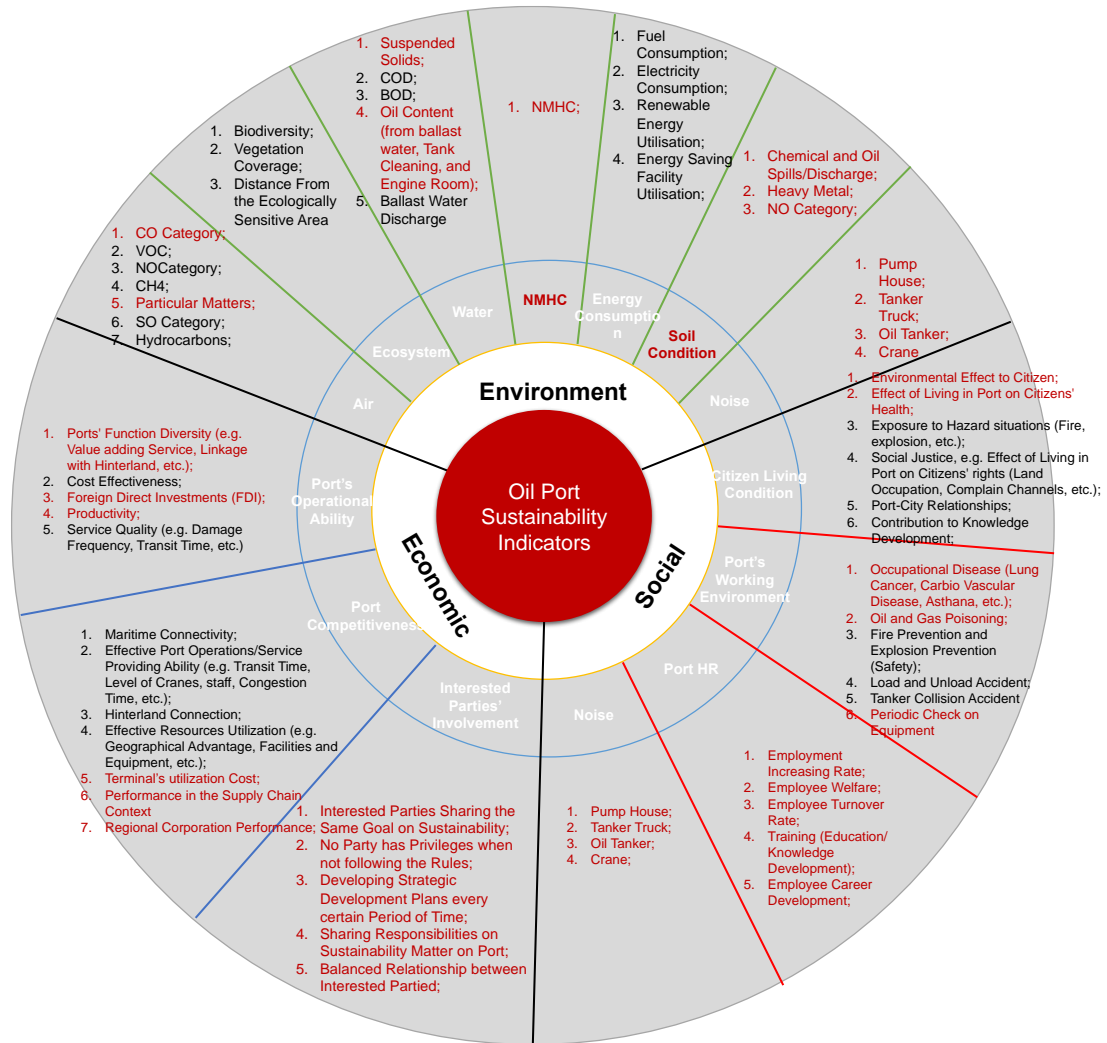 Oil Port
Sustainability
Indicators
Environment
Economic
Social
Air
1. CO Category;
2. VOC;
3. NOCategory;
4. CH4;
5. Particular Matters;
6. SO Category;
7. Hydrocarbons;
Ecosystem
1. Biodiversity;
2. Vegetation
Coverage;
3. Distance From
the Ecologically
Sensitive Area
Water
1. Suspended
Solids;
2. COD;
3. BOD;
4. Oil Content
(from ballast
water, Tank
Cleaning, and
Engine Room);
5. Ballast Water
Discharge
NMHC
1. NMHC;
Energy
Consumptio
n
1. Fuel
Consumption;
2. Electricity
Consumption;
3. Renewable
Energy
Utilisation;
4. Energy Saving
Facility
Utilisation;
Soil
Condition
1. Chemical and Oil
Spills/Discharge;
2. Heavy Metal;
3. NO Category;
Noise
1. Pump
House;
2. Tanker
Truck;
3. Oil Tanker;
4. Crane
Citizen Living
Condition
1. Environmental Effect to Citizen;
2. Effect of Living in Port on Citizens'
Health;
3. Exposure to Hazard situations (Fire,
explosion, etc.);
4. Social Justice, e.g. Effect of Living in
Port on Citizens' rights (Land
Occupation, Complain Channels, etc.);
5. Port-City Relationships;
6. Contribution to Knowledge
Development;
Port's
Working
Environment
1. Occupational Disease (Lung
Cancer, Carbio Vascular
Disease, Asthana, etc.);
2. Oil and Gas Poisoning;
3. Fire Prevention and
Explosion Prevention
(Safety);
4. Load and Unload Accident;
5. Tanker Collision Accident
6. Periodic Check on
Equipment
Port HR
1. Employment
Increasing Rate;
2. Employee Welfare;
3. Employee Turnover
Rate;
4. Training (Education/
Knowledge
Development);
5. Employee Career
Development;
Noise
1. Pump House;
2. Tanker Truck;
3. Oil Tanker;
4. Crane;
Interested
Parties'
Involvement
1. Interested Parties Sharing the
Same Goal on Sustainability;
2. No Party has Privileges when
not following the Rules;
3. Developing Strategic
Development Plans every
certain Period of Time;
4. Sharing Responsibilities on
Sustainability Matter on Port;
5. Balanced Relationship between
Interested Partied;
Port
Competitiveness
1. Maritime Connectivity;
2. Effective Port Operations/Service
Providing Ability (e.g. Transit Time,
Level of Cranes, staff, Congestion
Time, etc.);
3. Hinterland Connection;
4. Effective Resources Utilization (e.g.
Geographical Advantage, Facilities and
Equipment, etc.);
5. Terminal's utilization Cost;
6. Performance in the Supply Chain
Context
7. Regional Corporation Performance;
Port's
Operational
Ability
1. Ports' Function Diversity (e.g.
Value adding Service, Linkage
with Hinterland, etc.);
2. Cost Effectiveness;
3. Foreign Direct Investments (FDI);
4. Productivity;
5. Service Quality (e.g. Damage
Frequency, Transit Time, etc.)